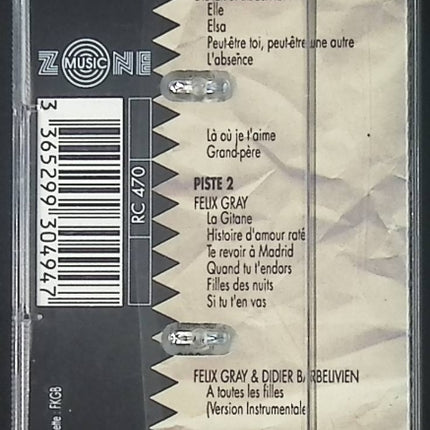 Elle
Elsa
Peut-être toi, peut-être une autre
L'absence
ZONE
MUSIC
Là où je t'aime
Grand-père
PISTE 2
FELIX GRAY
La Gitane
Histoire d'amour raté
Te revoir à Madrid
Quand tu t'endors
Filles des nuits
Si tu t'en vas
FELIX GRAY & DIDIER BARBELIVIEN
A toutes les filles
(Version Instrumentale
RC 470
3 365299 304947
ette : FKGB